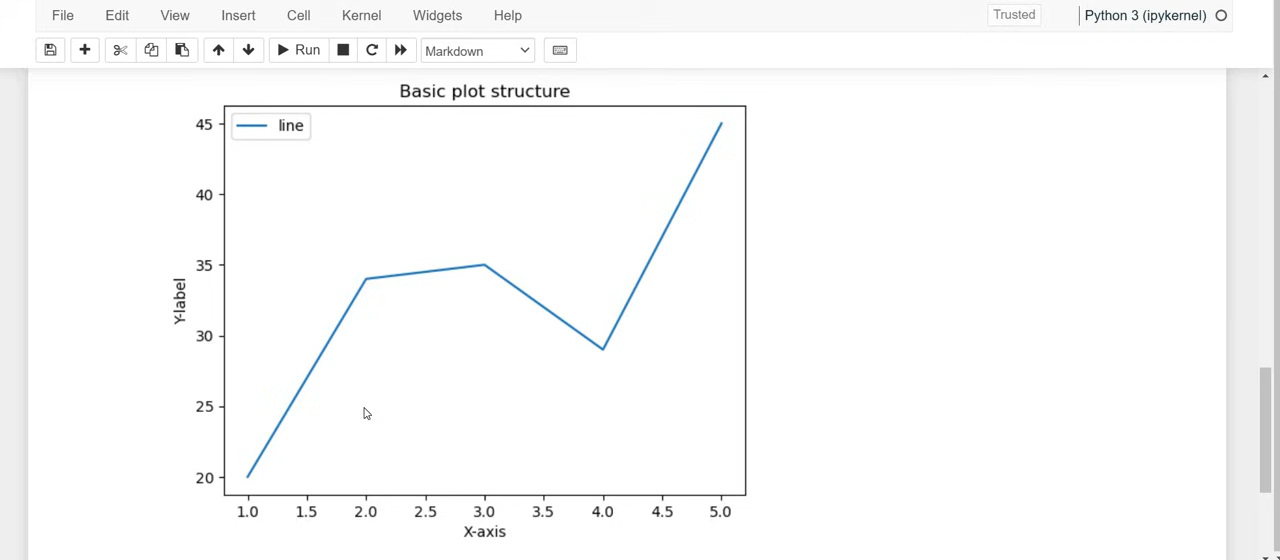 File Edit View Insert Cell Kernel Widgets Help Trusted Python 3 (ipykernel)
Run Markdown
Basic plot structure
line
45
40
35
30
25
20
Y-label
1.0 1.5 2.0 2.5 3.0 3.5 4.0 4.5 5.0
X-axis